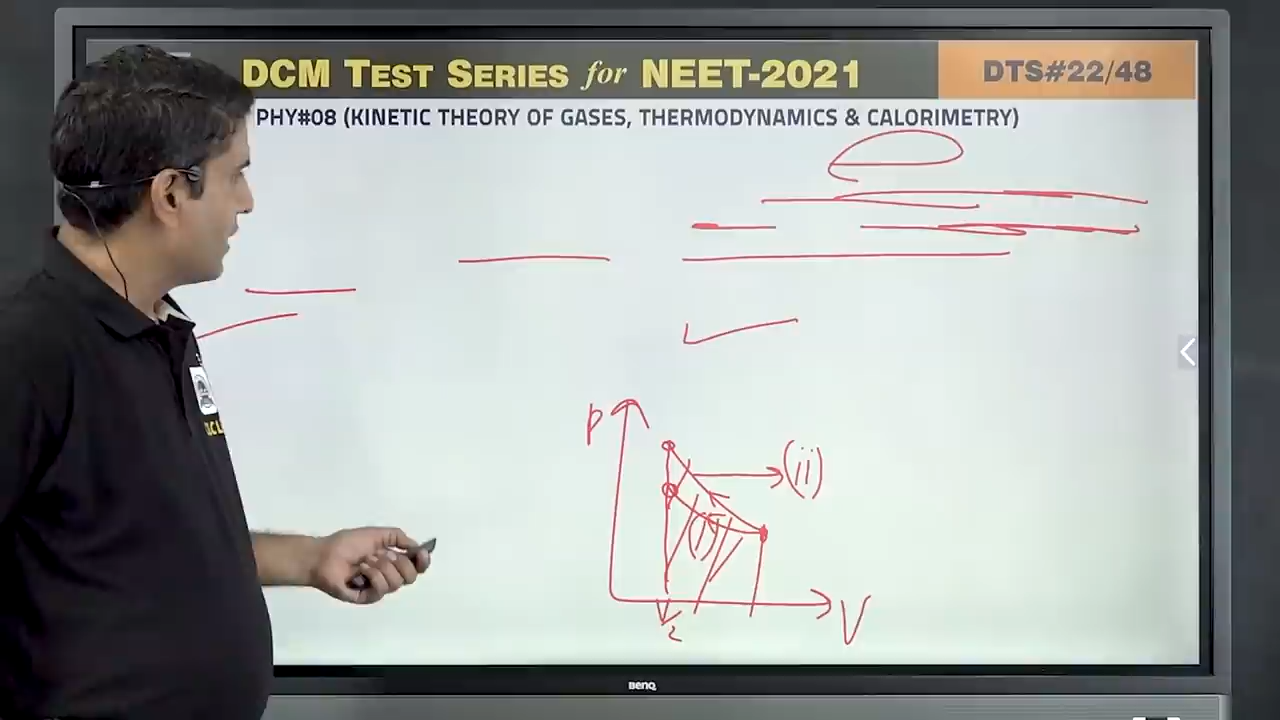 DCM TEST SERIES for NEET-2021
DTS#22/48
PHY#08 (KINETIC THEORY OF GASES, THERMODYNAMICS & CALORIMETRY)
P
(ii)
(i)
V
2
V
BENQ